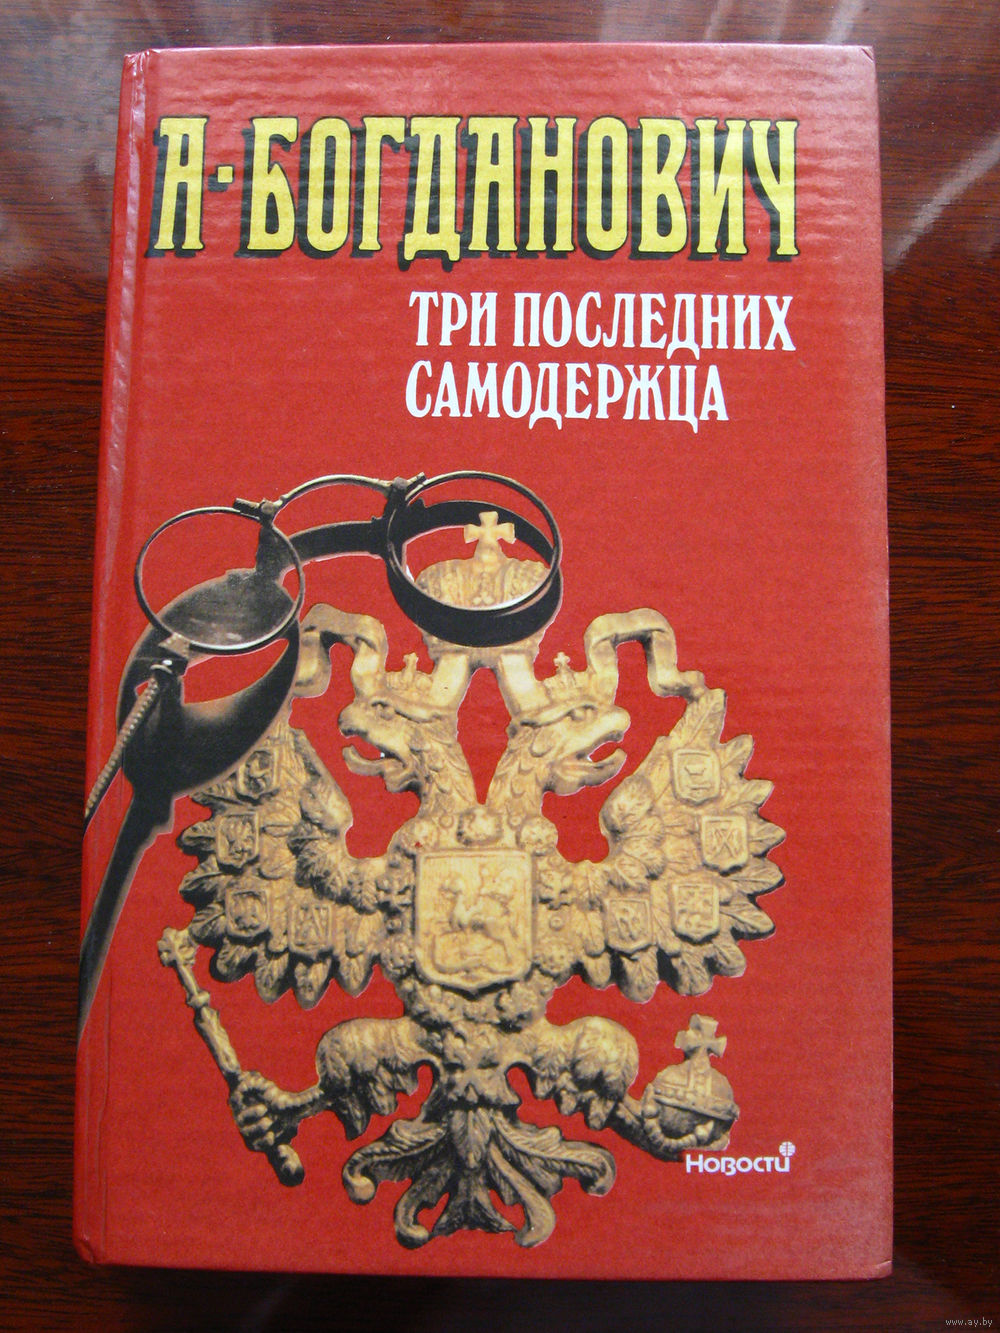 А·БОГДАНОВИЧ
ТРИ ПОСЛЕДНИХ
САМОДЕРЖЦА
Новости
www.ay.by